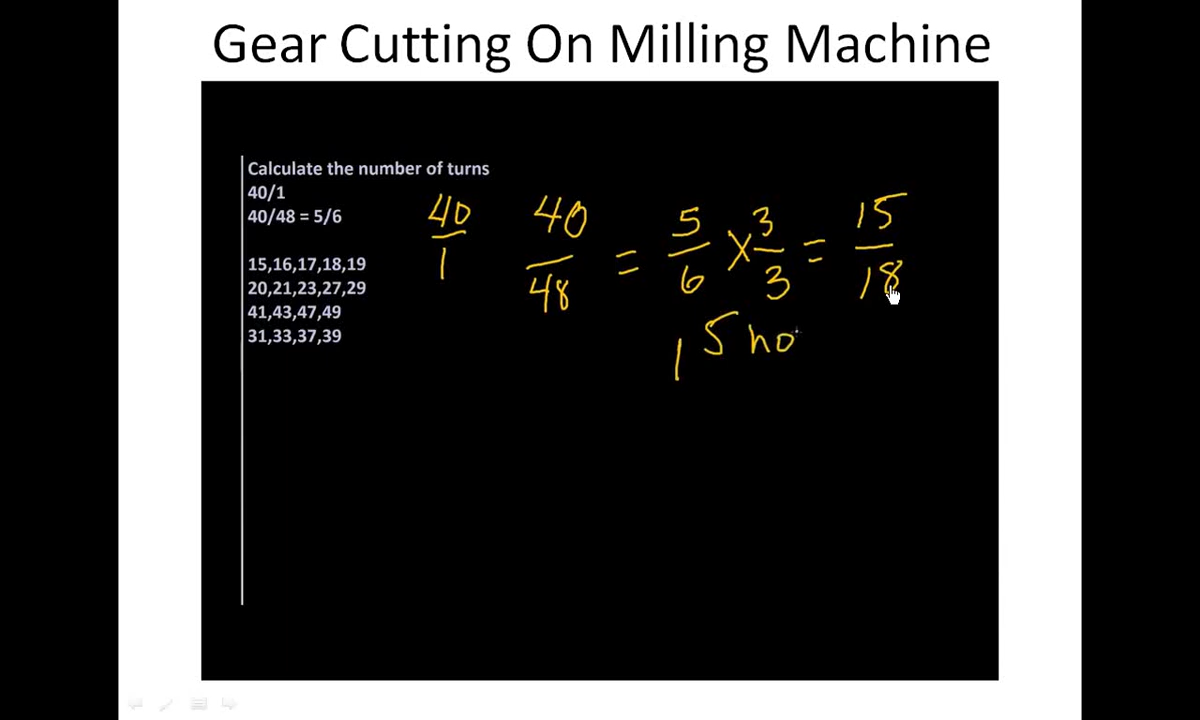 Gear Cutting On Milling Machine
Calculate the number of turns
40/1
40/48 = 5/6
15,16,17,18,19
20,21,23,27,29
41,43,47,49
31,33,37,39
40/1 40/48 = 5/6 X 3/3 = 15/18
15 ho